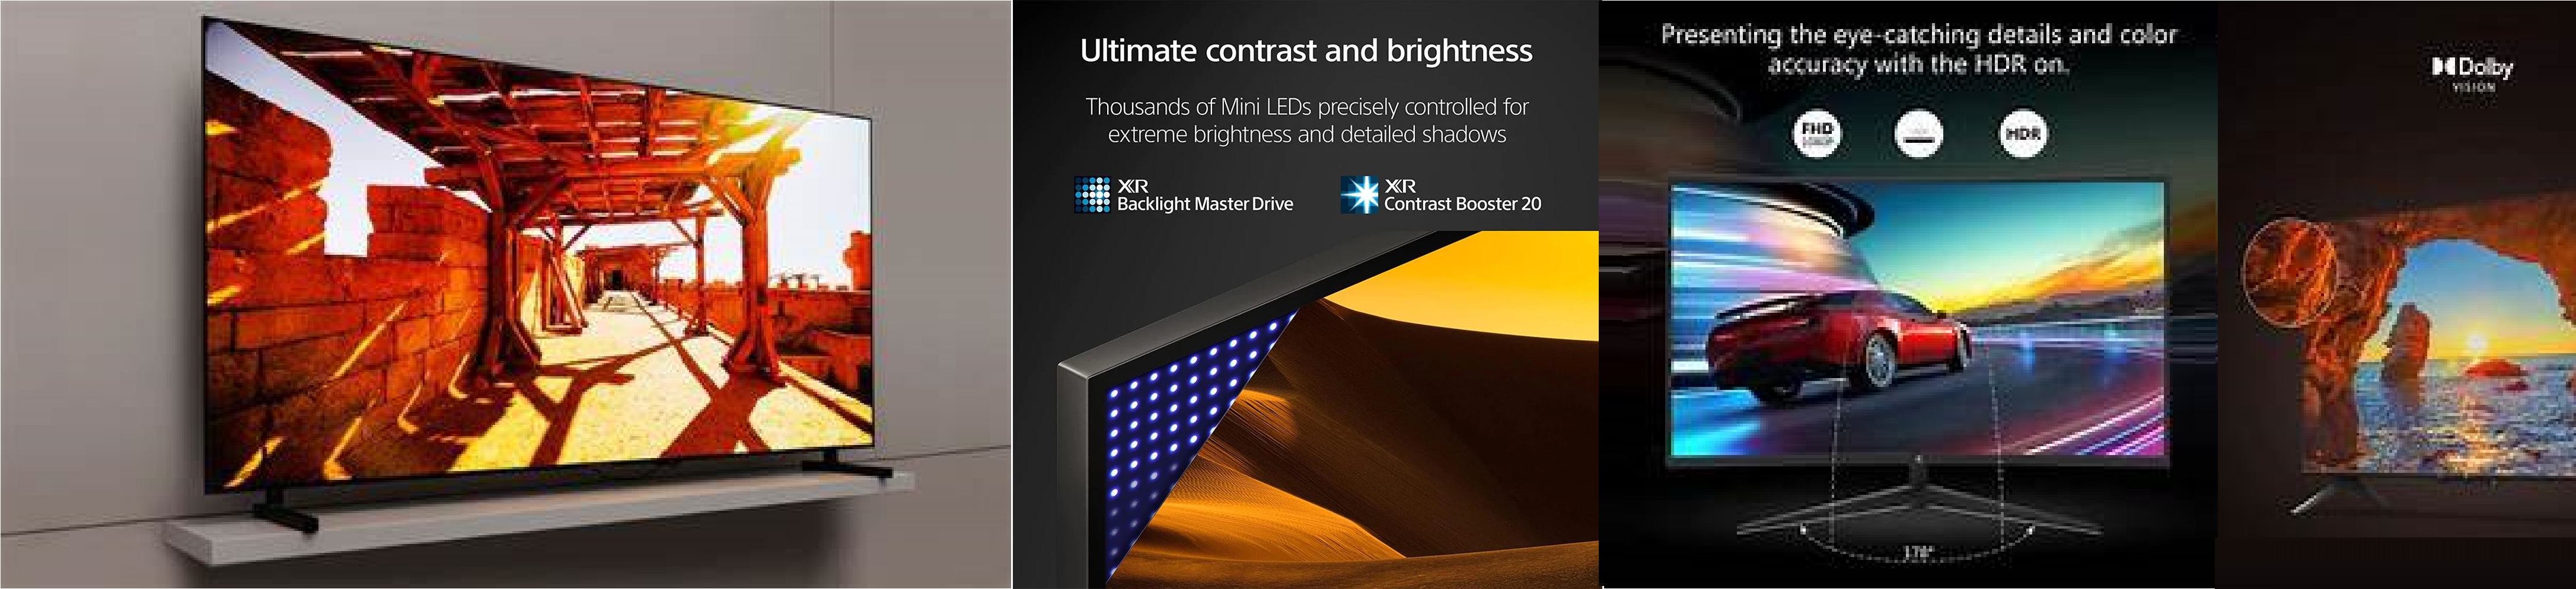 Ultimate contrast and brightness
Thousands of Mini LEDs precisely controlled for
extreme brightness and detailed shadows
XR
Backlight Master Drive
XR
Contrast Booster 20
Presenting the eye-catching details and color
accuracy with the HDR on.
FHD
1080P
HDR
178°
Dolby
VISION